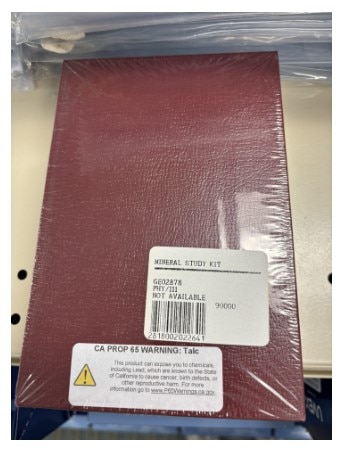 MINERAL STUDY KIT
GEO2878
PHY/III
NOT AVAILABLE
99000
2818002022641
CA PROP 65 WARNING: Talc
This product can expose you to chemicals,
including Lead, which are known to the State
of California to cause cancer, birth defects, or
other reproductive harm. For more
information go to www.P65Warnings.ca.gov.